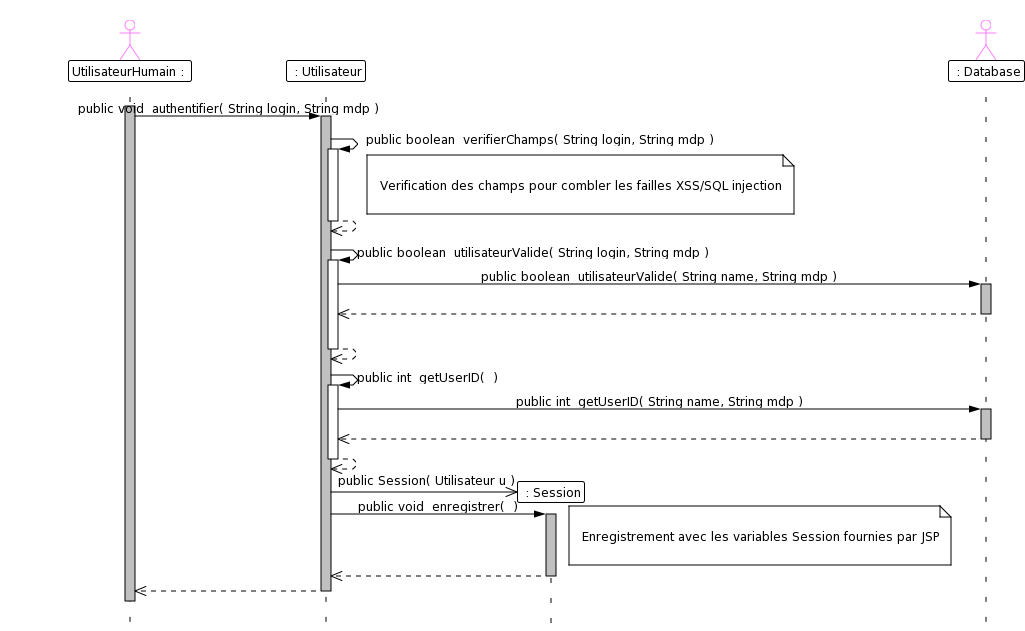 UtilisateurHumain :
: Utilisateur
: Database
public void authentifier( String login, String mdp )
public boolean verifierChamps( String login, String mdp )
Verification des champs pour combler les failles XSS/SQL injection
public boolean utilisateurValide( String login, String mdp )
public boolean utilisateurValide( String name, String mdp )
public int getUserID( )
public int getUserID( String name, String mdp )
public Session( Utilisateur u )
: Session
public void enregistrer( )
Enregistrement avec les variables Session fournies par JSP